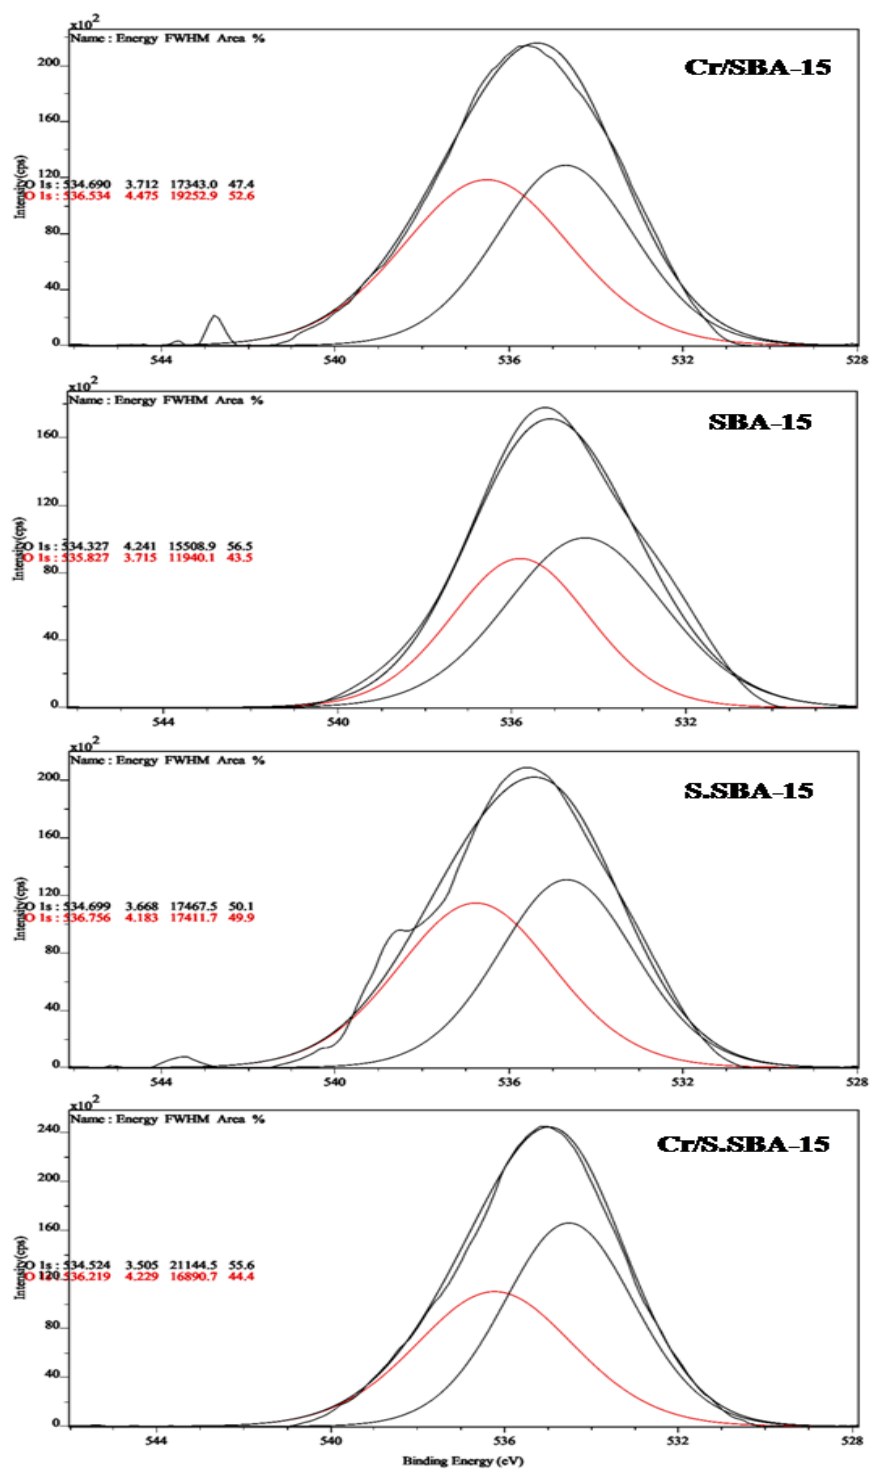 x10²
Name : Energy FWHM Area %
Cr/SBA-15
200
160
Intensity(cps)
120
O 1s : 534.690 3.712 17343.0 47.4
O 1s : 536.534 4.475 19252.9 52.6
80
40
0
544 540 536 532 528
x10²
Name : Energy FWHM Area %
SBA-15
160
120
Intensity(cps)
O 1s : 534.327 4.241 15508.9 56.5
O 1s : 535.827 3.715 11940.1 43.5
80
40
0
544 540 536 532
x10²
Name : Energy FWHM Area %
200
S.SBA-15
160
120
Intensity(cps)
O 1s : 534.699 3.668 17467.5 50.1
O 1s : 536.756 4.183 17411.7 49.9
80
40
0
544 540 536 532 528
x10²
Name : Energy FWHM Area %
240
Cr/S.SBA-15
200
160
Intensity(cps)
O 1s : 534.524 3.505 21144.5 55.6
120
O 1s : 536.219 4.229 16890.7 44.4
80
40
0
544 540 536 532 528
Binding Energy (eV)